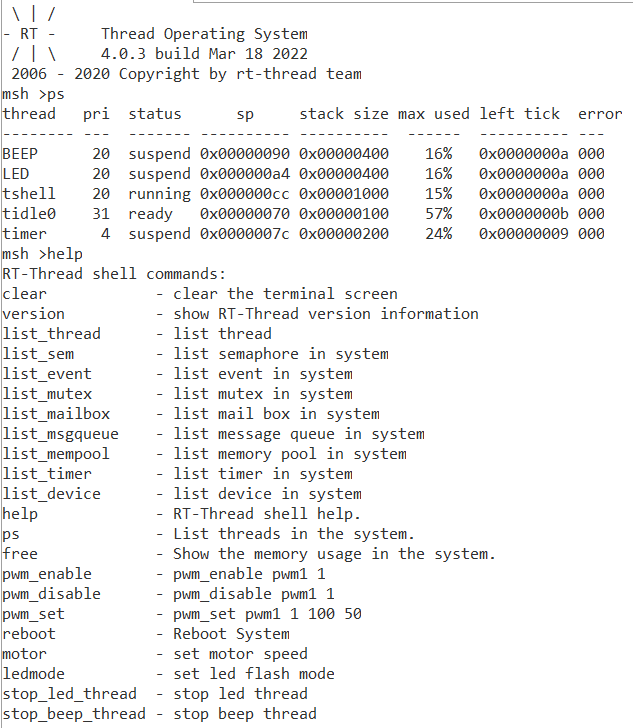 \ | /
- RT -     Thread Operating System
 / | \     4.0.3 build Mar 18 2022
 2006 - 2020 Copyright by rt-thread team
msh >ps
thread   pri  status      sp     stack size max used left tick  error
-------- ---  ------- ---------- ----------  ------  ---------- ---
BEEP      20  suspend 0x00000090 0x00000400    16%   0x0000000a 000
LED       20  suspend 0x000000a4 0x00000400    16%   0x0000000a 000
tshell    20  running 0x000000cc 0x00001000    15%   0x0000000a 000
tidle0    31  ready   0x00000070 0x00000100    57%   0x0000000b 000
timer      4  suspend 0x0000007c 0x00000200    24%   0x00000009 000
msh >help
RT-Thread shell commands:
clear            - clear the terminal screen
version          - show RT-Thread version information
list_thread      - list thread
list_sem         - list semaphore in system
list_event       - list event in system
list_mutex       - list mutex in system
list_mailbox     - list mail box in system
list_msgqueue    - list message queue in system
list_mempool     - list memory pool in system
list_timer       - list timer in system
list_device      - list device in system
help             - RT-Thread shell help.
ps               - List threads in the system.
free             - Show the memory usage in the system.
pwm_enable       - pwm_enable pwm1 1
pwm_disable      - pwm_disable pwm1 1
pwm_set          - pwm_set pwm1 1 100 50
reboot           - Reboot System
motor            - set motor speed
ledmode          - set led flash mode
stop_led_thread  - stop led thread
stop_beep_thread - stop beep thread